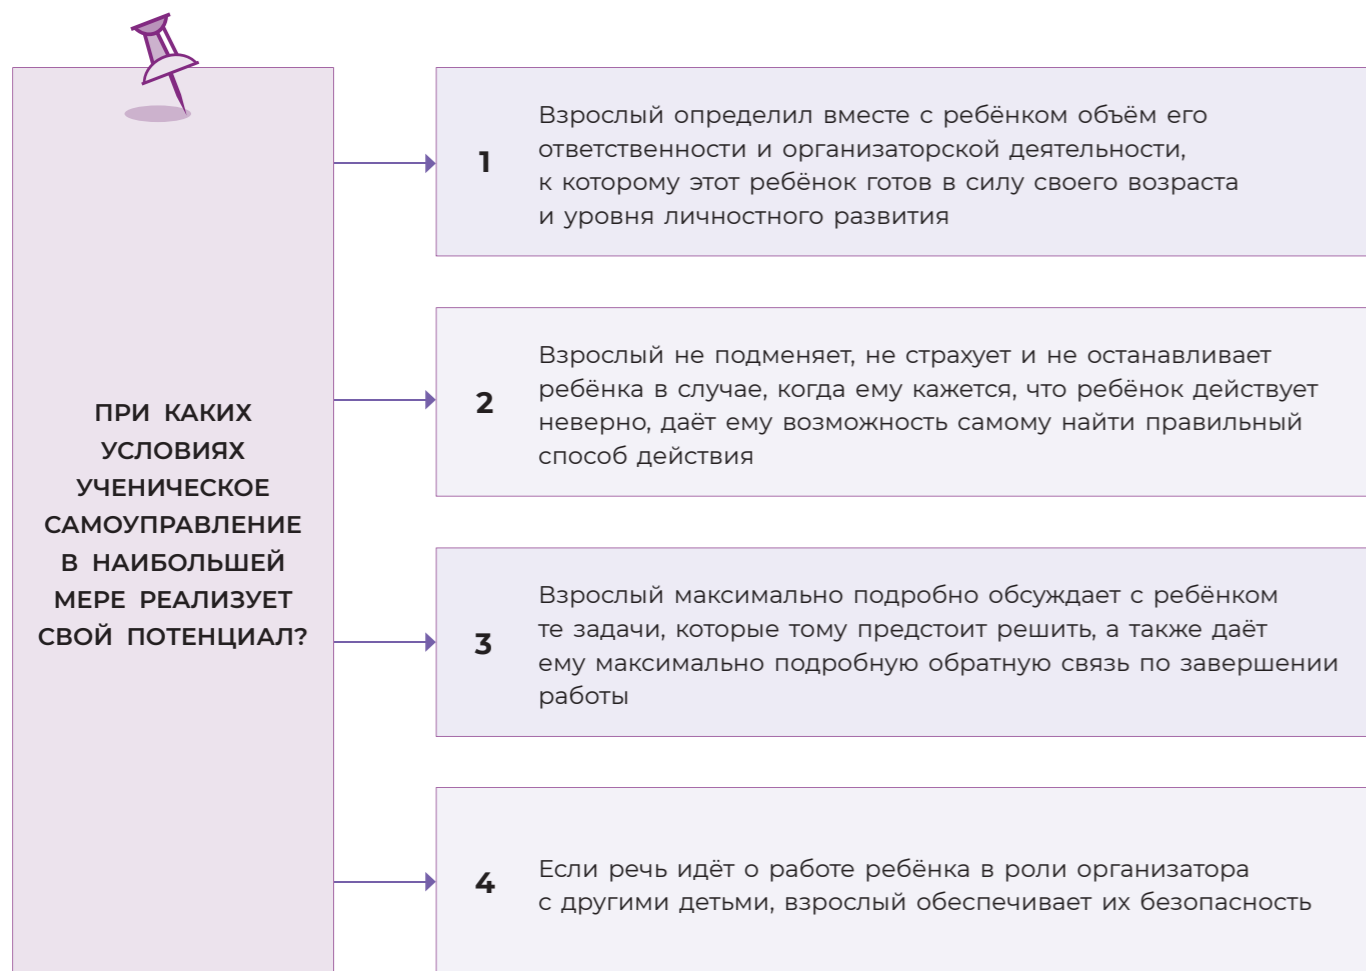 ПРИ КАКИХ
УСЛОВИЯХ
УЧЕНИЧЕСКОЕ
САМОУПРАВЛЕНИЕ
В НАИБОЛЬШЕЙ
МЕРЕ РЕАЛИЗУЕТ
СВОЙ ПОТЕНЦИАЛ?
1
Взрослый определил вместе с ребёнком объём его
ответственности и организаторской деятельности,
к которому этот ребёнок готов в силу своего возраста
и уровня личностного развития
2
Взрослый не подменяет, не страхует и не останавливает
ребёнка в случае, когда ему кажется, что ребёнок действует
неверно, даёт ему возможность самому найти правильный
способ действия
3
Взрослый максимально подробно обсуждает с ребёнком
те задачи, которые тому предстоит решить, а также даёт
ему максимально подробную обратную связь по завершении
работы
4
Если речь идёт о работе ребёнка в роли организатора
с другими детьми, взрослый обеспечивает их безопасность